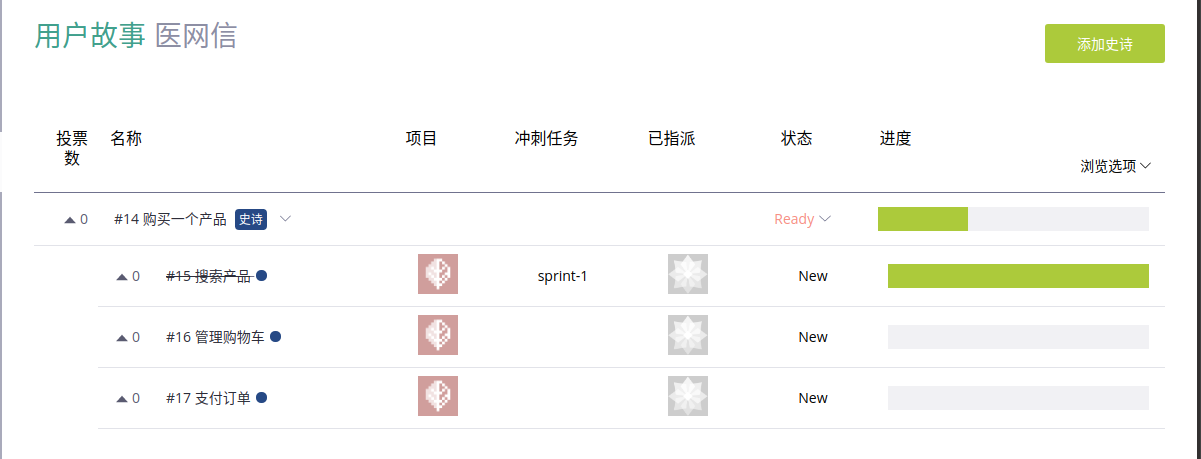 用户故事 医网信
添加史诗
投票数 名称 项目 冲刺任务 已指派 状态 进度
浏览选项
0 #14 购买一个产品 史诗 Ready
0 #15 搜索产品 sprint-1 New
0 #16 管理购物车 New
0 #17 支付订单 New